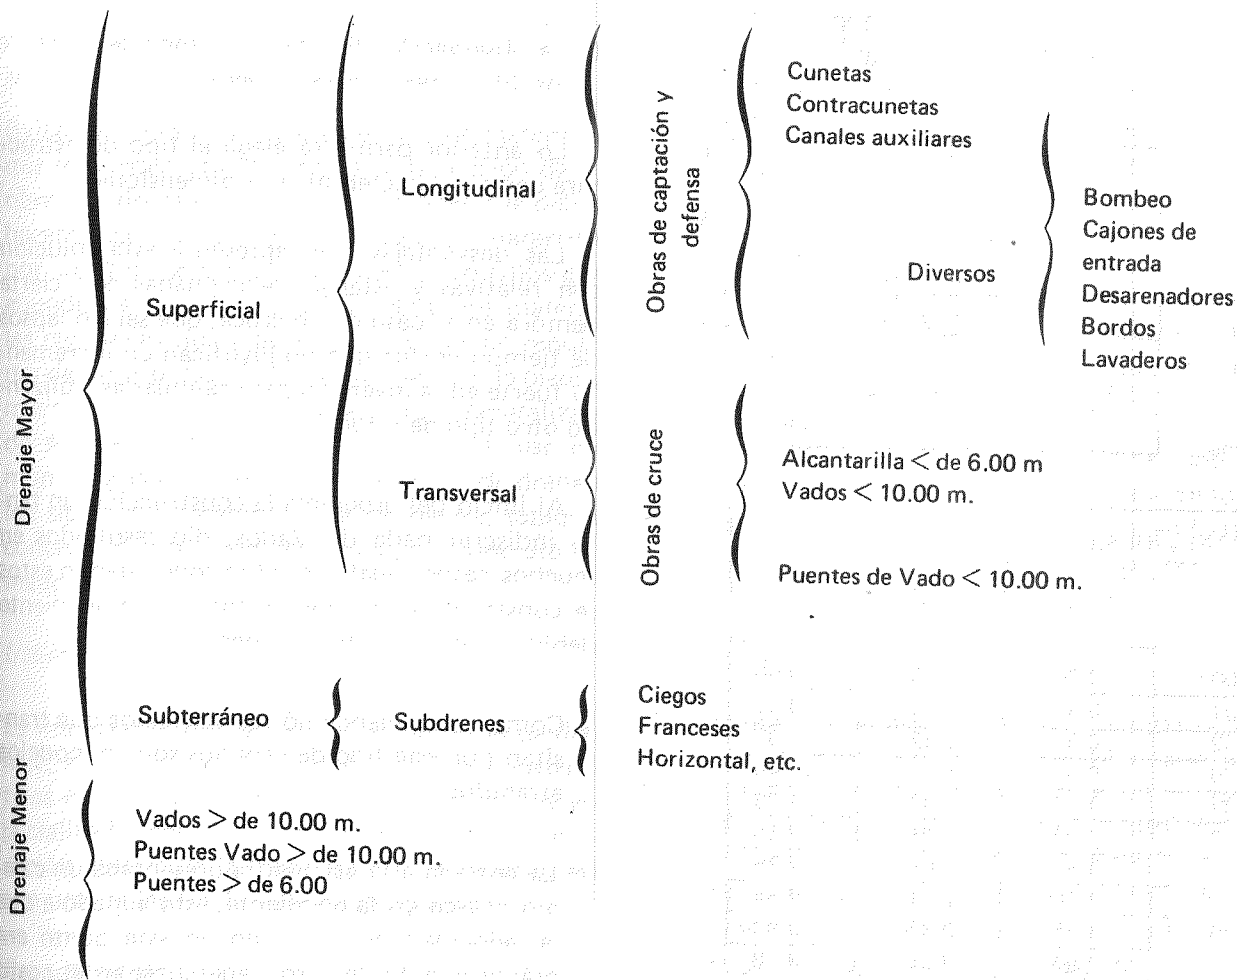 Drenaje Mayor
Superficial
Longitudinal
Obras de captación y
defensa
Cunetas
Contracunetas
Canales auxiliares
Diversos
Bombeo
Cajones de
entrada
Desarenadores
Bordos
Lavaderos
Transversal
Obras de cruce
Alcantarilla < de 6.00 m
Vados < 10.00 m.
Puentes de Vado < 10.00 m.
Subterráneo
Subdrenes
Ciegos
Franceses
Horizontal, etc.
Drenaje Menor
Vados > de 10.00 m.
Puentes Vado > de 10.00 m.
Puentes > de 6.00